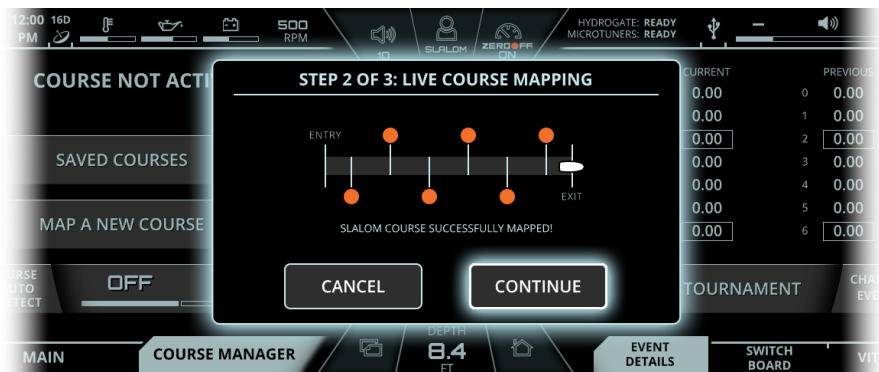 12:00 16D
PM
500
RPM
10
SLALOM
ZEROOFF
ON
HYDROGATE: READY
MICROTUNERS: READY
COURSE NOT ACTI
SAVED COURSES
MAP A NEW COURSE
OFF
STEP 2 OF 3: LIVE COURSE MAPPING
ENTRY
EXIT
SLALOM COURSE SUCCESSFULLY MAPPED!
CANCEL
CONTINUE
CURRENT PREVIOUS
0.00 0 0.00
0.00 1 0.00
0.00 2 0.00
0.00 3 0.00
0.00 4 0.00
0.00 5 0.00
0.00 6 0.00
TOURNAMENT
MAIN
COURSE MANAGER
DEPTH
8.4
FT
EVENT
DETAILS
SWITCH
BOARD
VIT